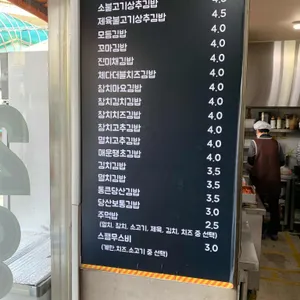 소불고기상추김밥 4,0
제육불고기상추김밥 4,5
모듬김밥 4,0
꼬마김밥 4,0
진미채김밥 4,0
체다더블치즈김밥 4,0
참치마요김밥 4,0
참치김치김밥 4,0
참치치즈김밥 4,0
참치고추김밥 4,0
멸치고추김밥 4,0
매운땡초김밥 4,0
김치김밥 3,5
멸치김밥 3,5
통큰당산김밥 3,5
당산보통김밥 3,0
주먹밥 2,5
(멸치, 참치, 소고기, 제육, 김치, 치즈 중 선택)
스팸무스비 3,0
(계란,치즈,소고기 중 선택)